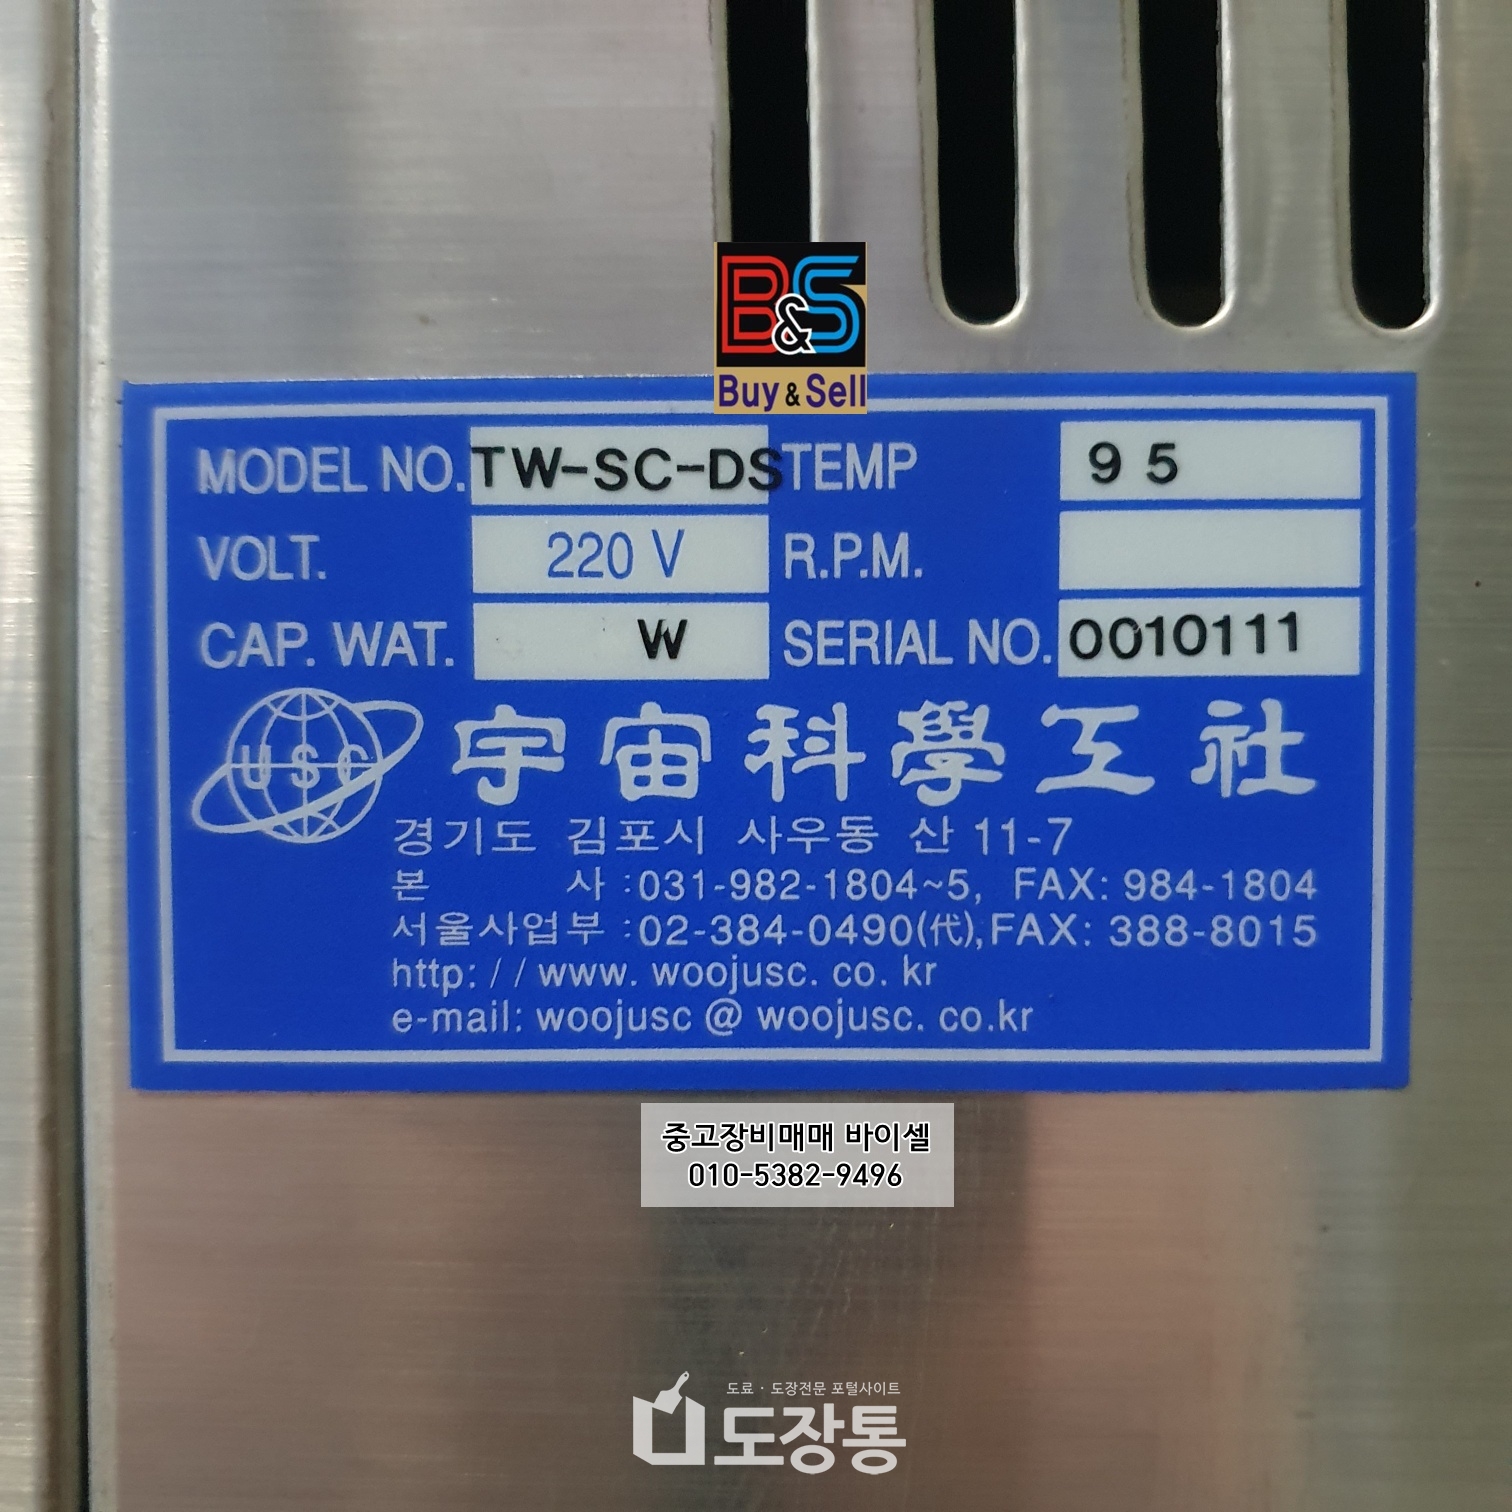 B&S
Buy & Sell
MODEL NO. TW-SC-DS TEMP 95
VOLT. 220 V R.P.M.
CAP. WAT. W SERIAL NO. 0010111
USC 宇宙科學工社
경기도 김포시 사우동 산 11-7
본 사 : 031-982-1804~5, FAX: 984-1804
서울사업부 : 02-384-0490(代), FAX: 388-8015
http: / / www. woojusc. co. kr
e-mail: woojusc @ woojusc. co.kr
중고장비매매 바이셀
010-5382-9496
도료 · 도장전문 포털사이트
도장통